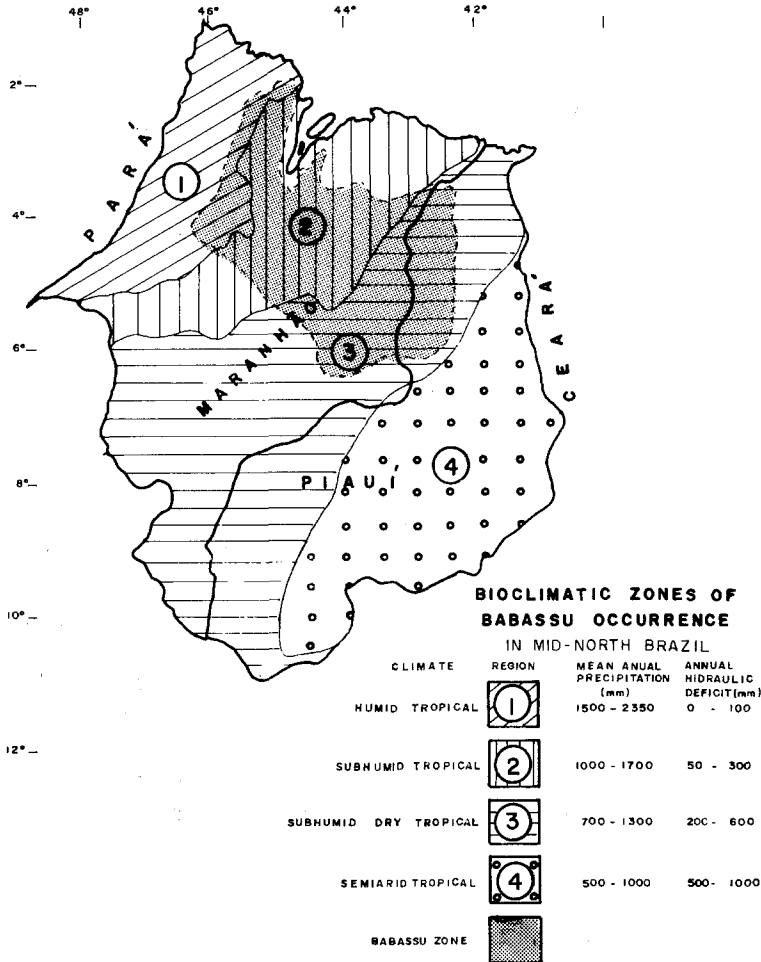 48° 46° 44° 42°
2°
4°
6°
8°
10°
12°
PARÁ
MARANHÃO
PIAUÍ
CEARÁ
1
2
3
4
BIOCLIMATIC ZONES OF
BABASSU OCCURRENCE
IN MID-NORTH BRAZIL
CLIMATE REGION MEAN ANUAL ANNUAL
PRECIPITATION HIDRAULIC
(mm) DEFICIT(mm)
HUMID TROPICAL 1 1500 - 2350 0 - 100
SUBHUMID TROPICAL 2 1000 - 1700 50 - 300
SUBHUMID DRY TROPICAL 3 700 - 1300 200 - 600
SEMIARID TROPICAL 4 500 - 1000 500 - 1000
BABASSU ZONE